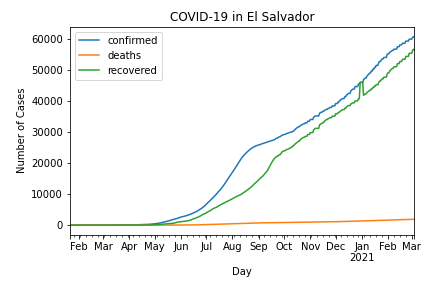 COVID-19 in El Salvador
confirmed
deaths
recovered
60000
50000
40000
30000
20000
10000
0
Number of Cases
Feb Mar Apr May Jun Jul Aug Sep Oct Nov Dec Jan Feb Mar
2021
Day